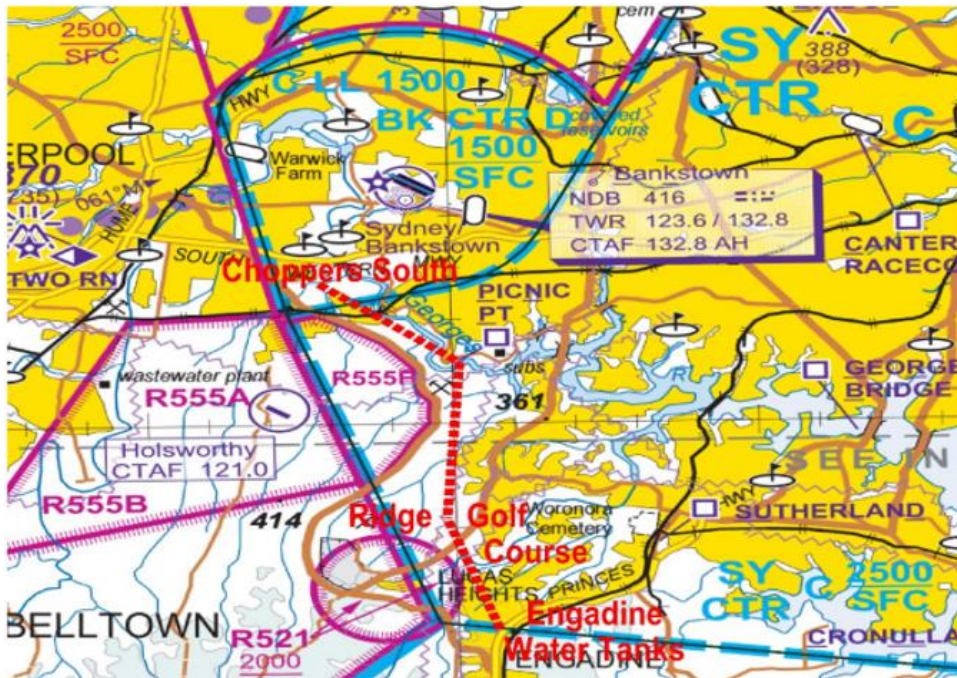 2500
SFC
cem
388
(328)
SY
CTR
C
HWY
C LL 1500
BK CTR D
1500
SFC
covered
reservoirs
ERPOOL
370
235)
061°M
HUME
Warwick
Farm
Bankstown
NDB 416
TWR 123.6 / 132.8
CTAF 132.8 AH
Sydney/
Bankstown
SOUTH
MWY
TWO RN
Choppers South
CANTER
RACECO
PICNIC
PT
Georges
R
subs
wastewater plant
R555A
R555F
361
GEORGE
BRIDGE
Holsworthy
CTAF 121.0
R555B
SEE IN
414
Ridge
Golf
Course
Woronora
Cemetery
HWY
SUTHERLAND
LUCAS
HEIGHTS
PRINCES
SY
CTR
C
2500
SFC
BELLTOWN
R521
2000
Engadine
Water Tanks
ENGADINE
CRONULLA